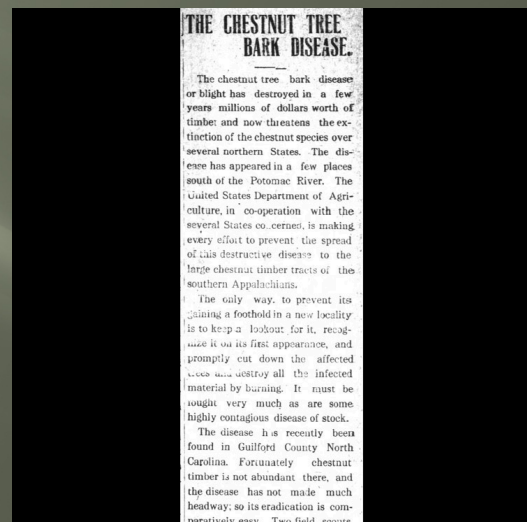 THE CHESTNUT TREE
BARK DISEASE.
The chestnut tree bark disease
or blight has destroyed in a few
years millions of dollars worth of
timber and now threatens the ex-
tinction of the chestnut species over
several northern States. The dis-
ease has appeared in a few places
south of the Potomac River. The
United States Department of Agri-
culture, in co-operation with the
several States concerned, is making
every effort to prevent the spread
of this destructive disease to the
large chestnut timber tracts of the
southern Appalachians.
The only way. to prevent its
gaining a foothold in a new locality
is to keep a lookout for it, recog-
nize it on its first appearance, and
promptly cut down the affected
trees and destroy all the infected
material by burning. It must be
fought very much as are some
highly contagious disease of stock.
The disease has recently been
found in Guilford County North
Carolina. Fortunately chestnut
timber is not abundant there, and
the disease has not made much
headway; so its eradication is com-
paratively easy. Two field scouts